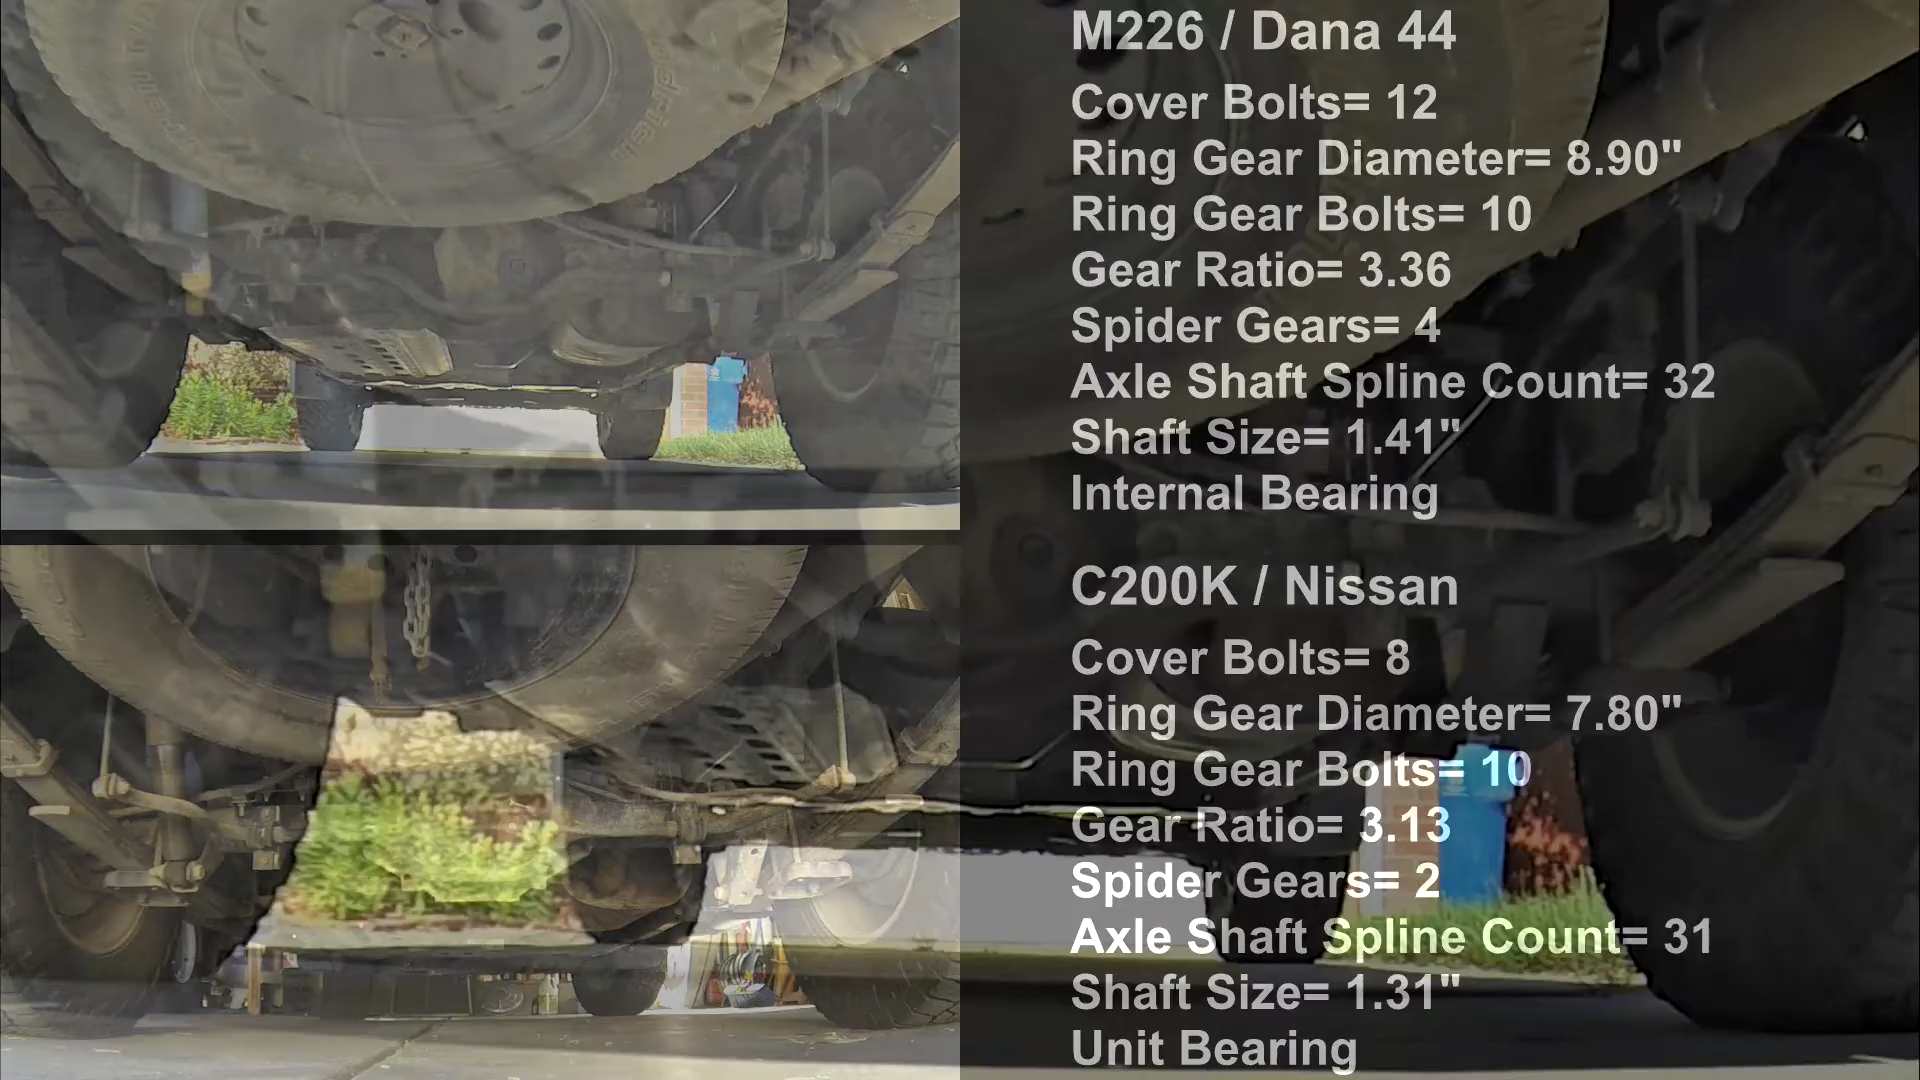 M226 / Dana 44
Cover Bolts= 12
Ring Gear Diameter= 8.90"
Ring Gear Bolts= 10
Gear Ratio= 3.36
Spider Gears= 4
Axle Shaft Spline Count= 32
Shaft Size= 1.41"
Internal Bearing
C200K / Nissan
Cover Bolts= 8
Ring Gear Diameter= 7.80"
Ring Gear Bolts= 10
Gear Ratio= 3.13
Spider Gears= 2
Axle Shaft Spline Count= 31
Shaft Size= 1.31"
Unit Bearing